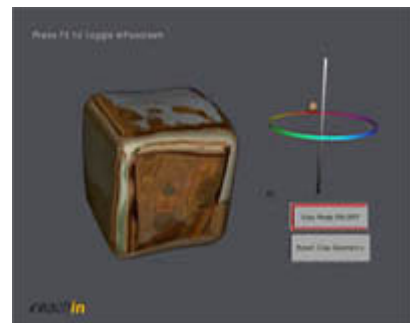 Press F1 to toggle fullscreen
Clay Mode ON/OFF
Reset Clay Geometry
reachin